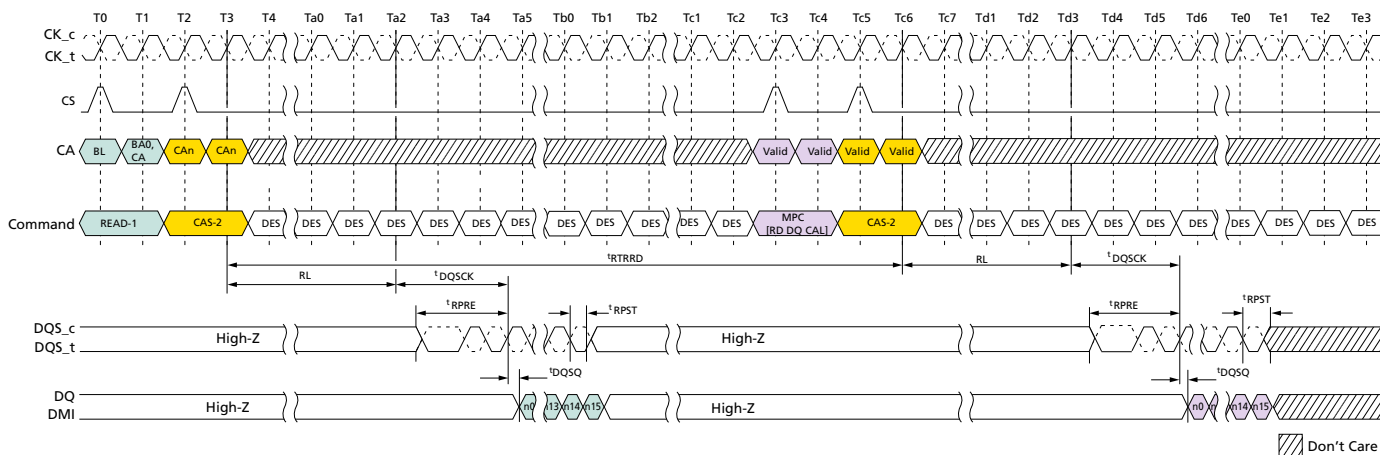 T0 T1 T2 T3 T4 Ta0 Ta1 Ta2 Ta3 Ta4 Ta5 Tb0 Tb1 Tb2 Tc1 Tc2 Tc3 Tc4 Tc5 Tc6 Tc7 Td1 Td2 Td3 Td4 Td5 Td6 Te0 Te1 Te2 Te3
CK_c
CK_t
CS
CA BL BA0, CA CAn CAn Valid Valid Valid Valid
Command READ-1 CAS-2 DES DES DES DES DES DES DES DES DES DES DES DES MPC [RD DQ CAL] CAS-2 DES DES DES DES DES DES DES DES DES DES DES
tRTRRD
RL tDQSCK RL tDQSCK
tRPRE tRPST tRPRE tRPST
DQS_c
DQS_t
High-Z High-Z
tDQSQ tDQSQ
DQ
DMI
High-Z n0 n13 n14 n15 High-Z n0 n14 n15
Don't Care